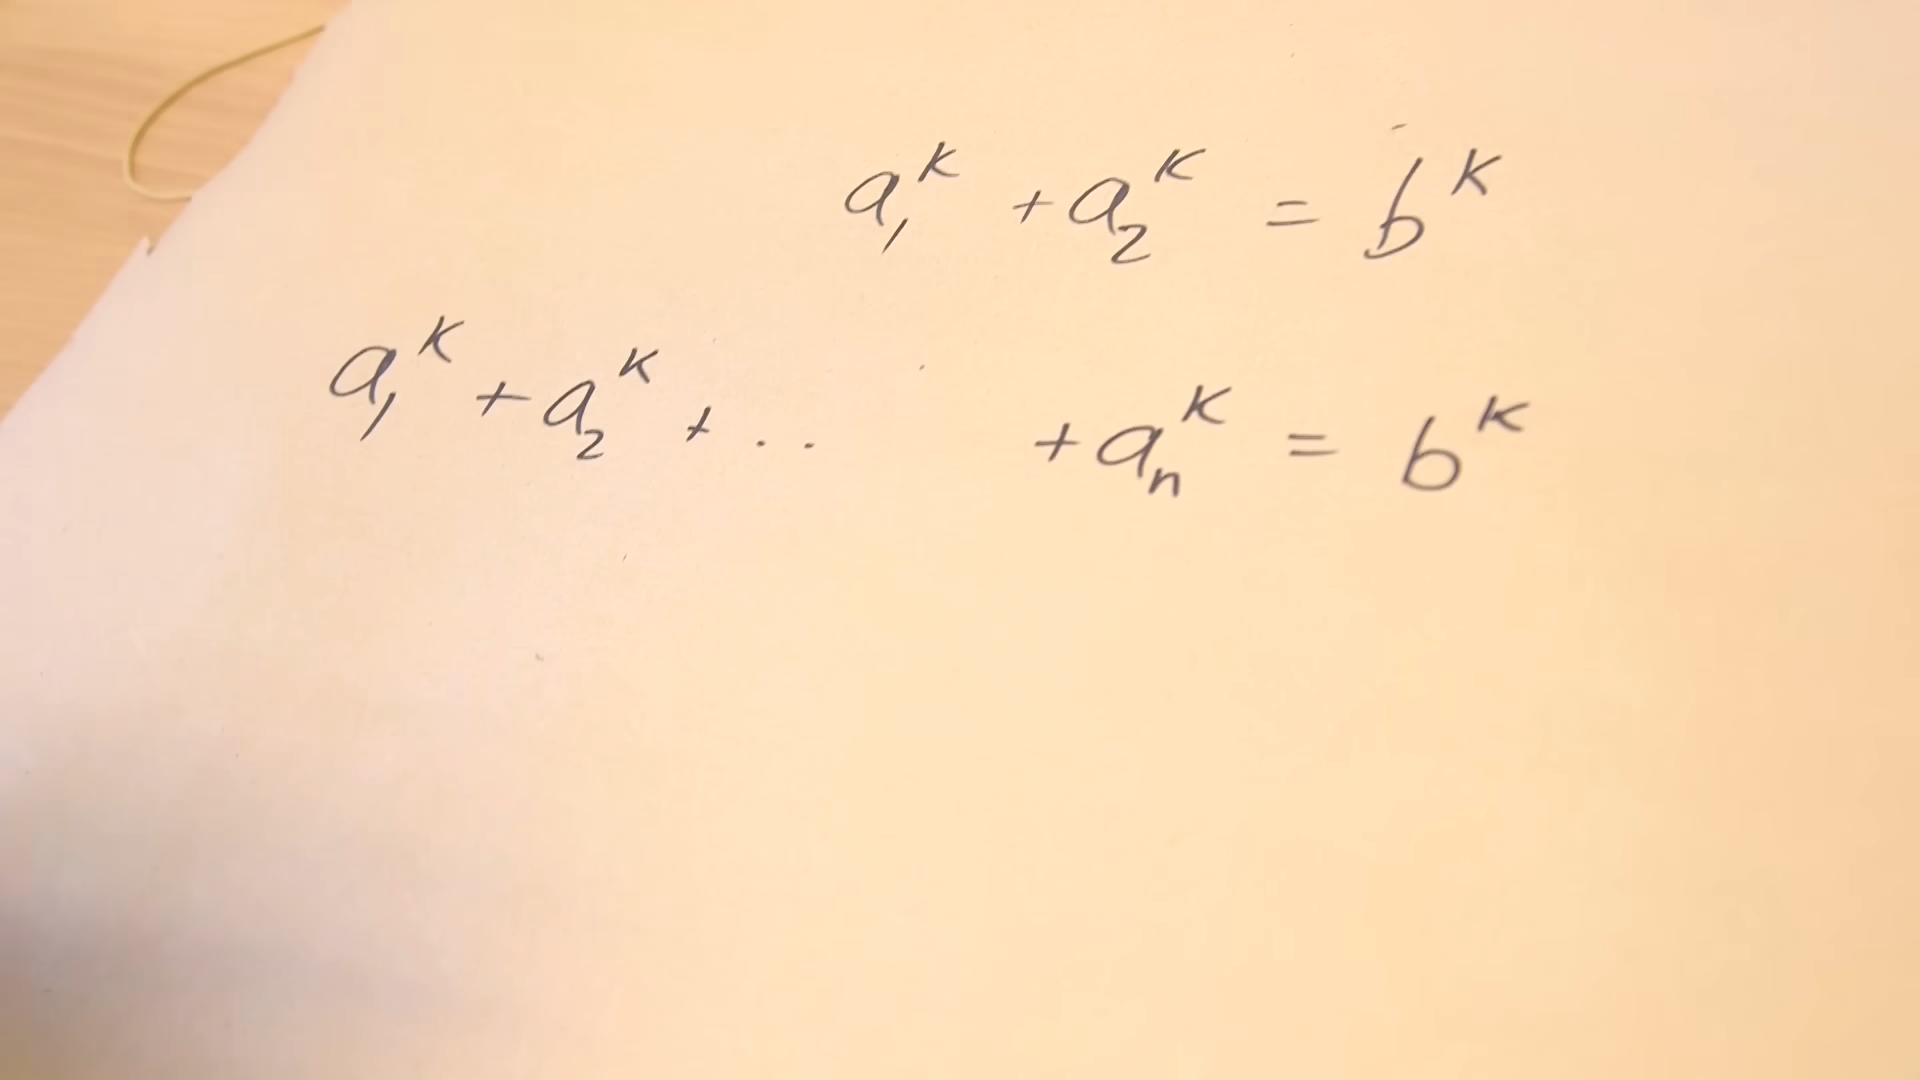 a₁ᵏ + a₂ᵏ = bᵏ
a₁ᵏ + a₂ᵏ + .. + aₙᵏ = bᵏ